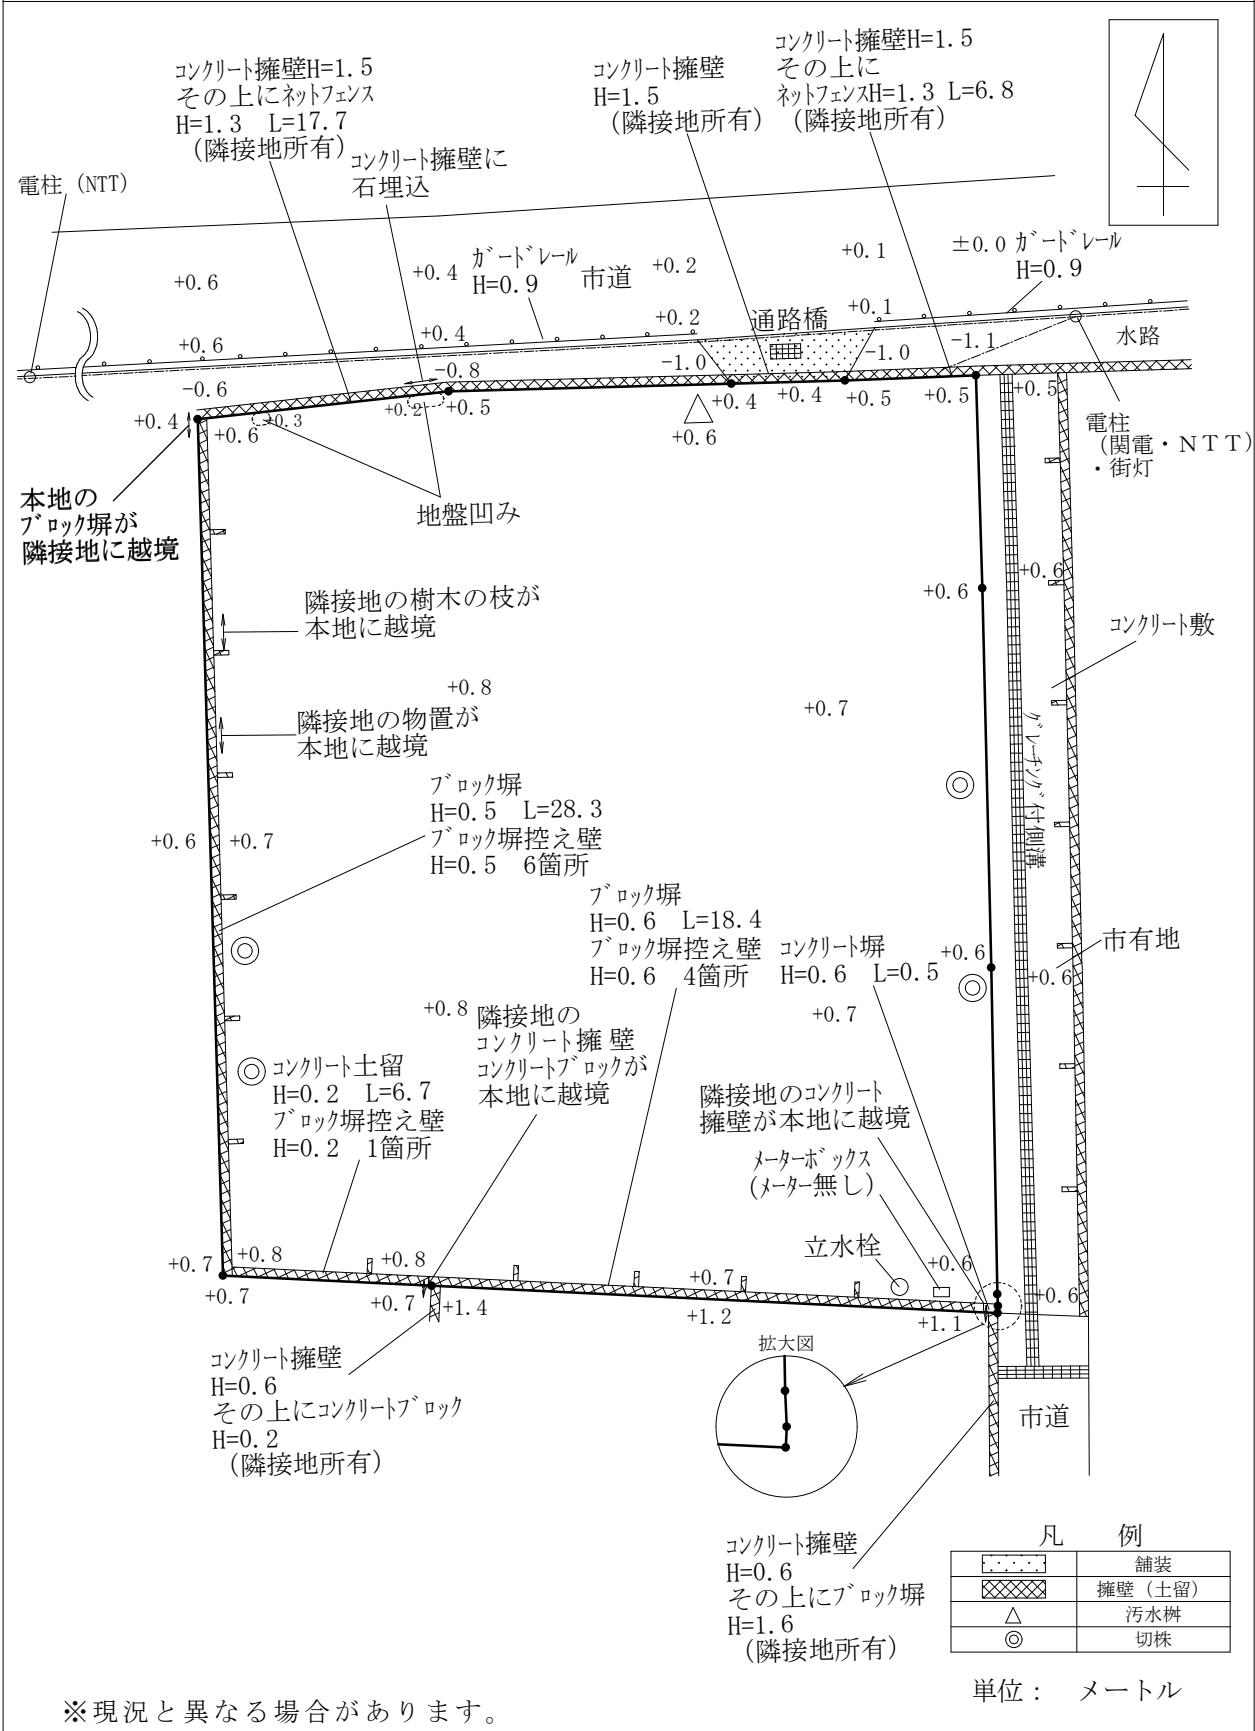 コンクリート擁壁H=1.5
その上にネットフェンス
H=1.3 L=17.7
(隣接地所有)
コンクリート擁壁
H=1.5
(隣接地所有)
コンクリート擁壁H=1.5
その上に
ネットフェンスH=1.3 L=6.8
(隣接地所有)
コンクリート擁壁に
石埋込
電柱 (NTT)
+0.6
+0.4
ガードレール
H=0.9
市道
+0.2
+0.1
±0.0
ガードレール
H=0.9
+0.6
+0.4
+0.2
通路橋
+0.1
-1.1
水路
-0.6
-0.8
-1.0
-1.0
+0.4
+0.6
+0.3
+0.2
+0.5
+0.4
+0.4
+0.5
+0.5
+0.5
+0.6
電柱
(関電・NTT)
・街灯
本地の
ブロック塀が
隣接地に越境
地盤凹み
隣接地の樹木の枝が
本地に越境
+0.6
+0.6
コンクリート敷
+0.8
+0.7
隣接地の物置が
本地に越境
グレーチング付側溝
ブロック塀
H=0.5 L=28.3
ブロック塀控え壁
H=0.5 6箇所
+0.6
+0.7
ブロック塀
H=0.6 L=18.4
ブロック塀控え壁
H=0.6 4箇所
コンクリート塀
H=0.6 L=0.5
+0.6
+0.6
市有地
+0.8
+0.7
隣接地の
コンクリート擁壁
コンクリートブロックが
本地に越境
コンクリート土留
H=0.2 L=6.7
ブロック塀控え壁
H=0.2 1箇所
隣接地のコンクリート
擁壁が本地に越境
メーターボックス
(メーター無し)
立水栓
+0.7
+0.8
+0.8
+0.7
+0.6
+0.6
+0.7
+0.7
+1.4
+1.2
+1.1
拡大図
コンクリート擁壁
H=0.6
その上にコンクリートブロック
H=0.2
(隣接地所有)
市道
コンクリート擁壁
H=0.6
その上にブロック塀
H=1.6
(隣接地所有)
凡 例
舗装
擁壁(土留)
汚水桝
切株
単位： メートル
※現況と異なる場合があります。